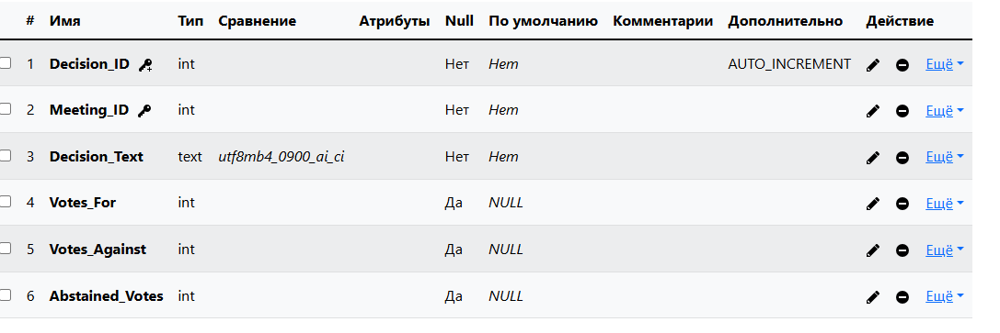 # Имя Тип Сравнение Атрибуты Null По умолчанию Комментарии Дополнительно Действие
1 Decision_ID int Нет Нет AUTO_INCREMENT Ещё
2 Meeting_ID int Нет Нет Ещё
3 Decision_Text text utf8mb4_0900_ai_ci Нет Нет Ещё
4 Votes_For int Да NULL Ещё
5 Votes_Against int Да NULL Ещё
6 Abstained_Votes int Да NULL Ещё